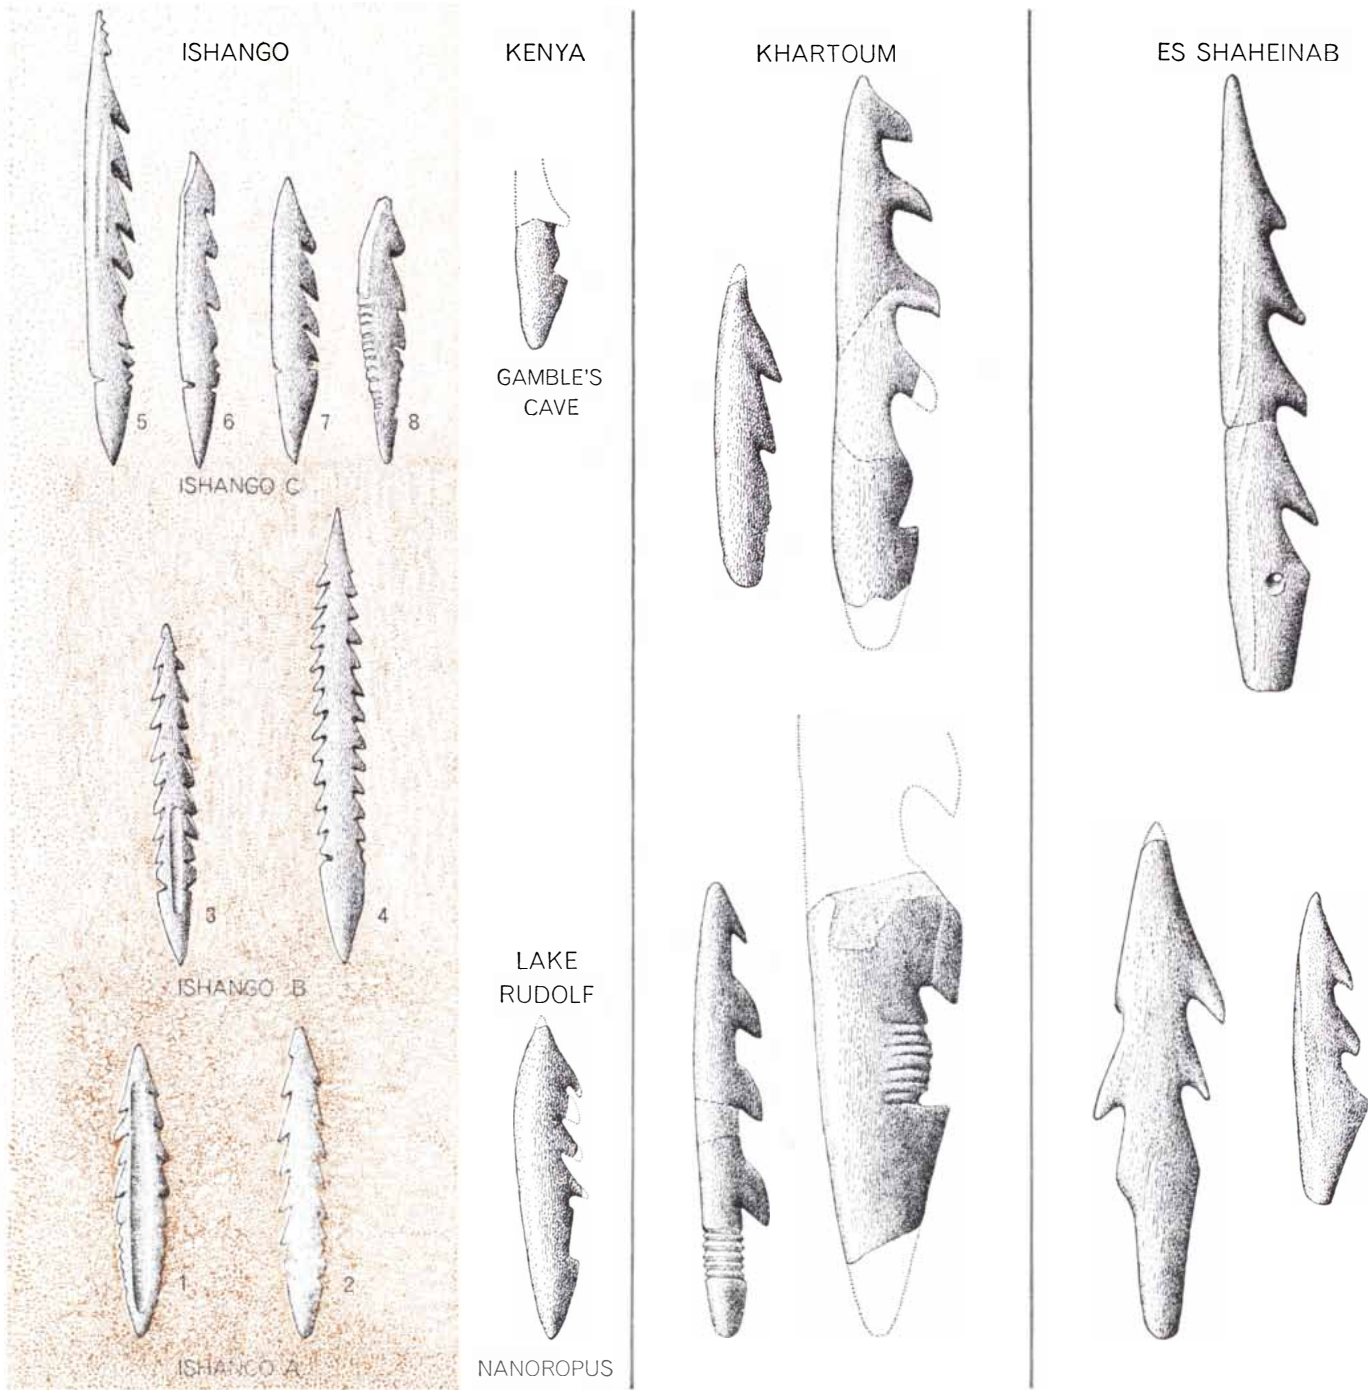 ISHANGO
KENYA
KHARTOUM
ES SHAHEINAB
5
6
7
8
GAMBLE'S
CAVE
ISHANGO C
3
4
ISHANGO B
LAKE
RUDOLF
1
2
ISHANGO A
NANOROPUS